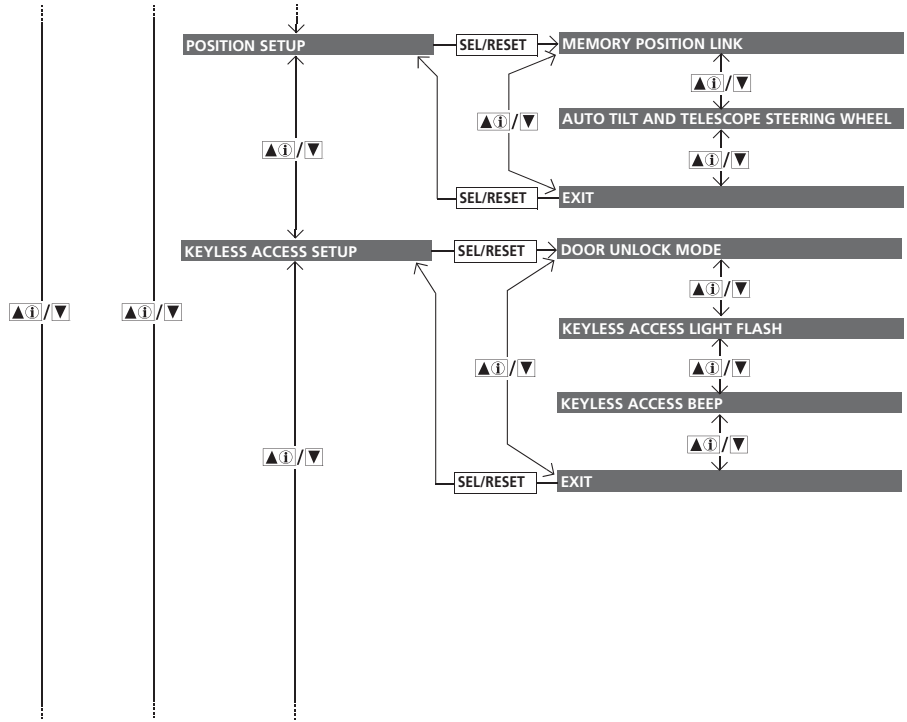 POSITION SETUP SEL/RESET MEMORY POSITION LINK
▲ⓘ/▼
▲ⓘ/▼
AUTO TILT AND TELESCOPE STEERING WHEEL
▲ⓘ/▼
▲ⓘ/▼
SEL/RESET EXIT
KEYLESS ACCESS SETUP SEL/RESET DOOR UNLOCK MODE
▲ⓘ/▼
▲ⓘ/▼ ▲ⓘ/▼
KEYLESS ACCESS LIGHT FLASH
▲ⓘ/▼ ▲ⓘ/▼
KEYLESS ACCESS BEEP
▲ⓘ/▼
▲ⓘ/▼
SEL/RESET EXIT